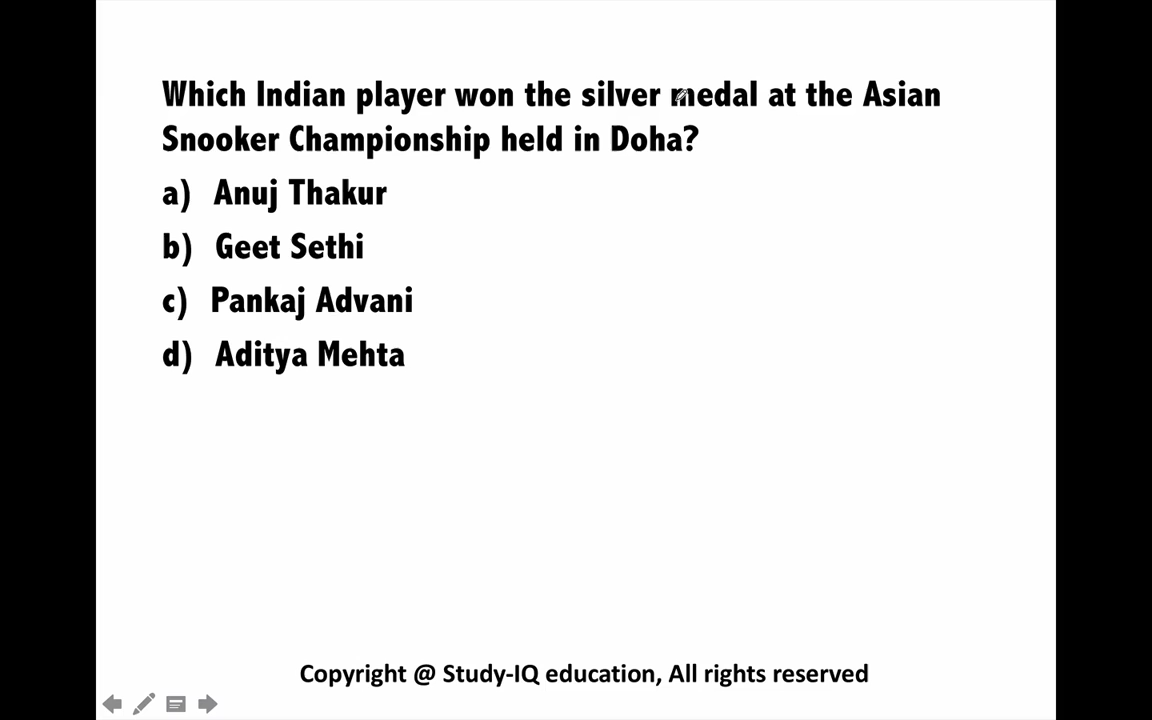 Which Indian player won the silver medal at the Asian
Snooker Championship held in Doha?
a) Anuj Thakur
b) Geet Sethi
c) Pankaj Advani
d) Aditya Mehta
Copyright @ Study-IQ education, All rights reserved